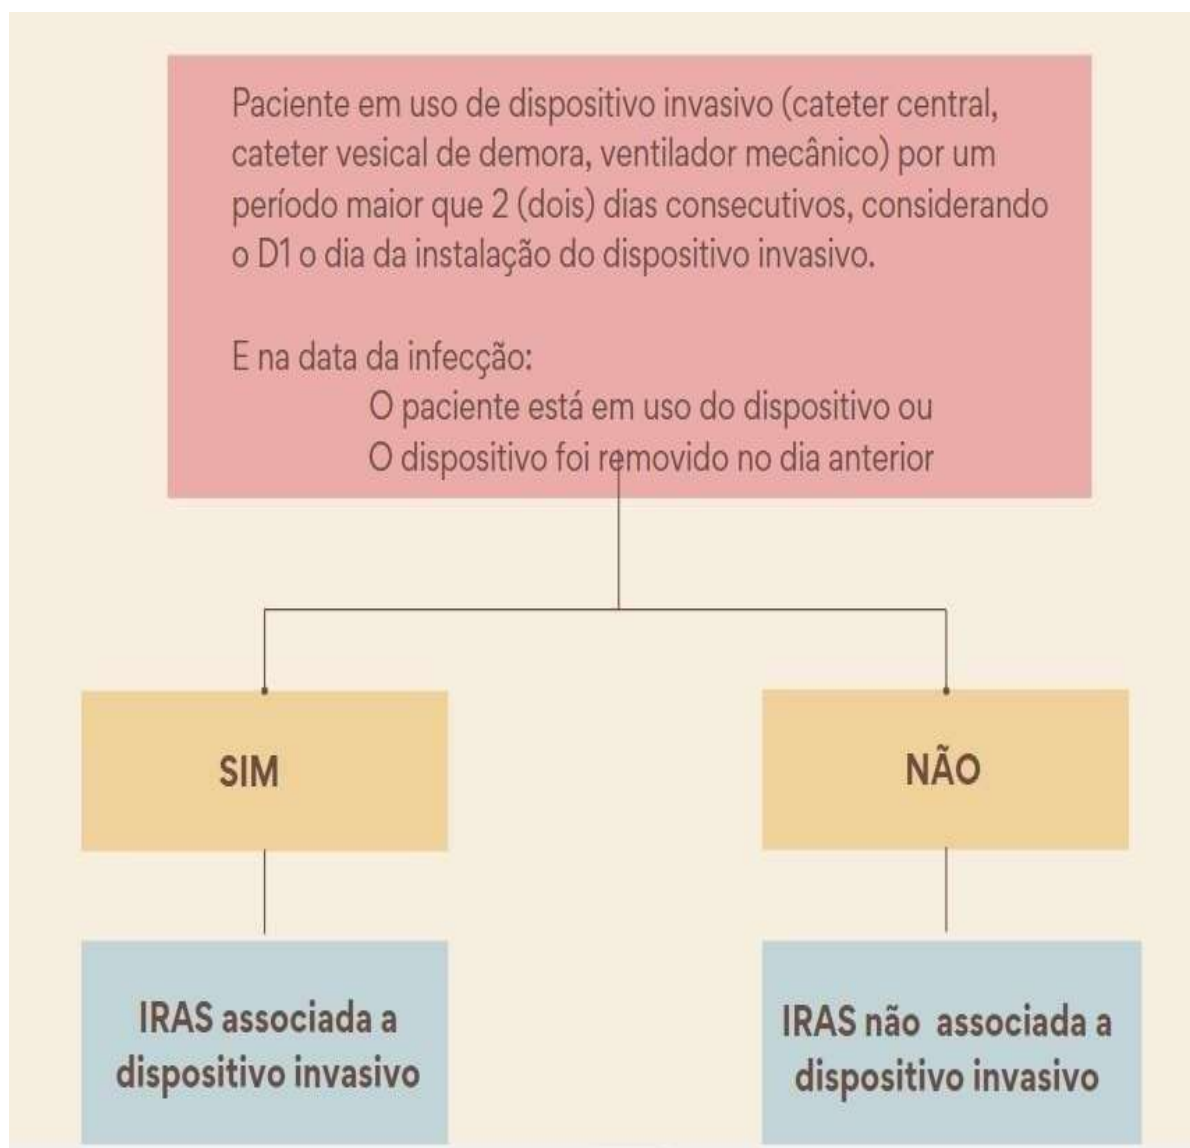 Paciente em uso de dispositivo invasivo (cateter central,
cateter vesical de demora, ventilador mecânico) por um
período maior que 2 (dois) dias consecutivos, considerando
o D1 o dia da instalação do dispositivo invasivo.
E na data da infecção:
O paciente está em uso do dispositivo ou
O dispositivo foi removido no dia anterior
SIM
NÃO
IRAS associada a
dispositivo invasivo
IRAS não associada a
dispositivo invasivo